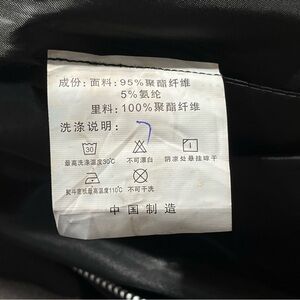 成份：面料：95%聚酯纤维
5%氨纶
里料：100%聚酯纤维
洗涤说明：
30
最高洗涤温度30℃ 不可漂白 阴凉处悬挂晾干
熨斗底板最高温度110℃ 不可干洗
中国制造